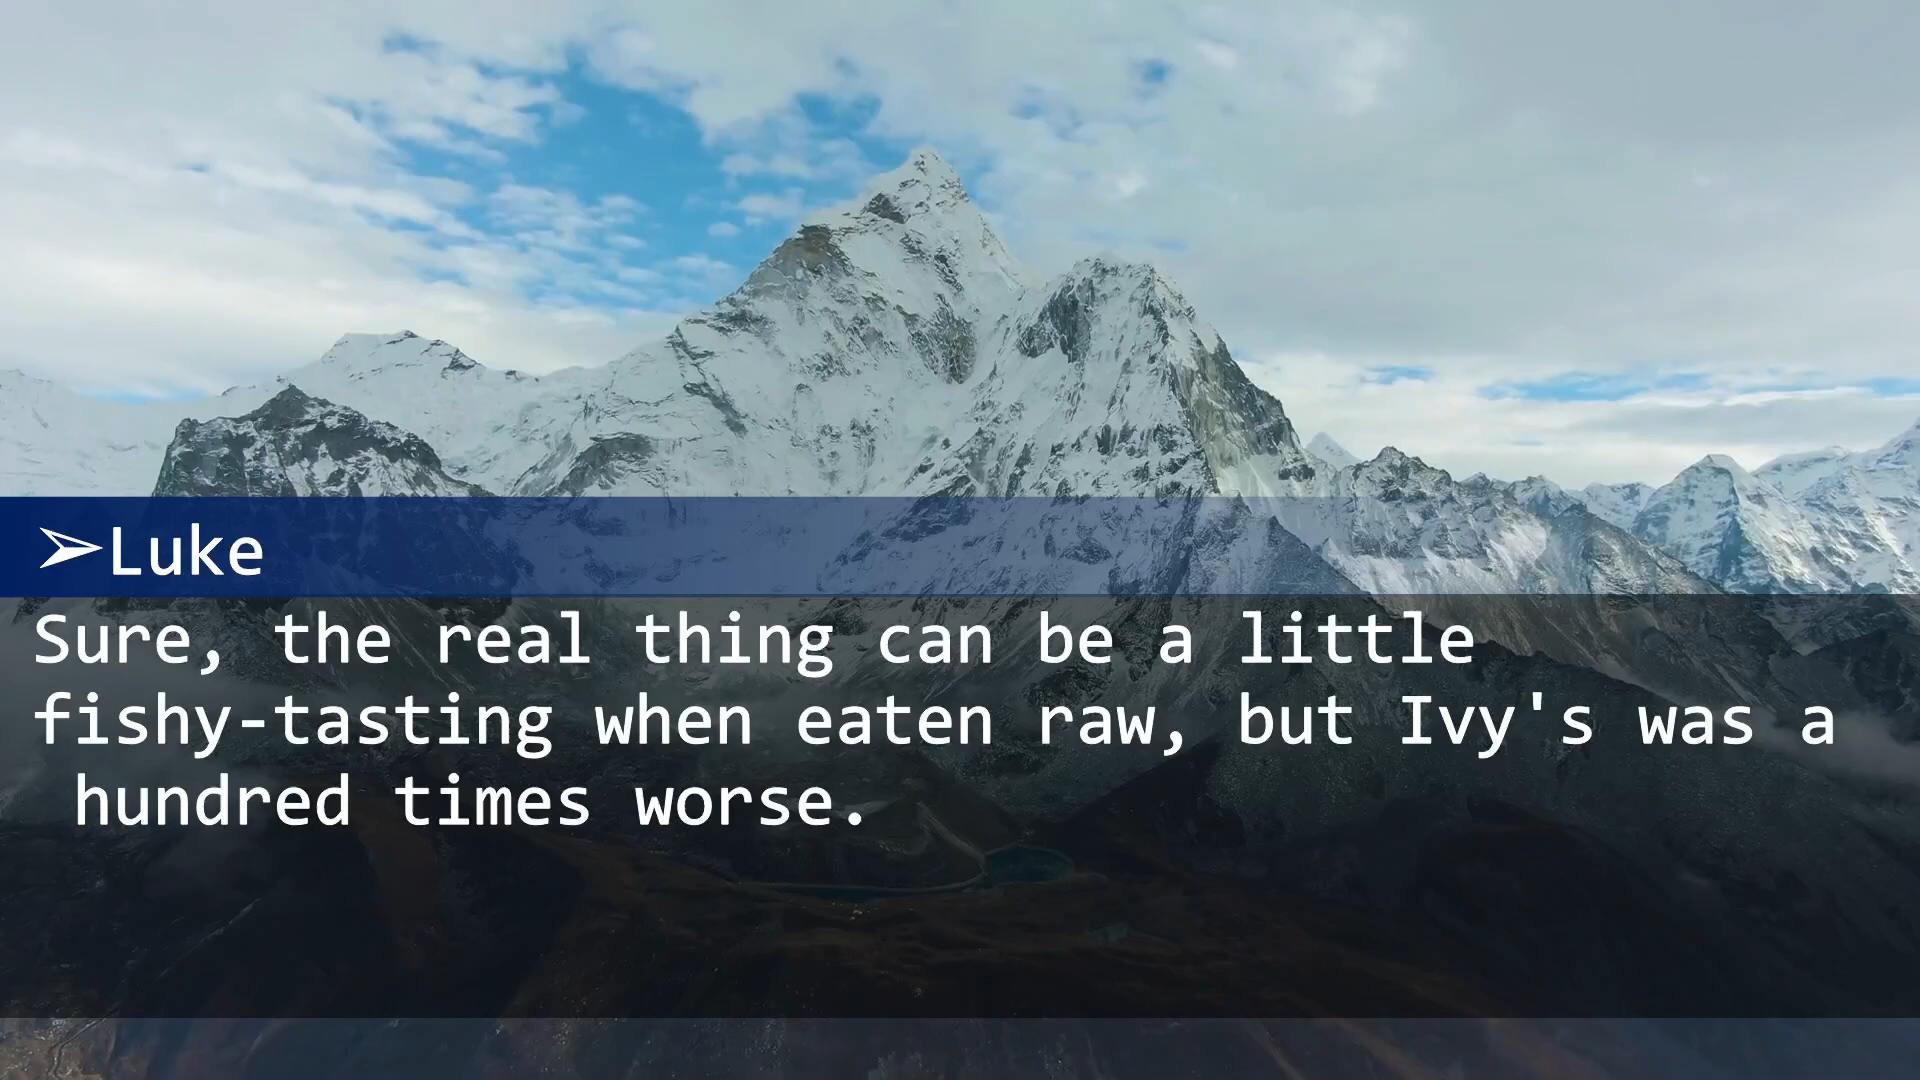 ➢Luke
Sure, the real thing can be a little
fishy-tasting when eaten raw, but Ivy's was a
hundred times worse.